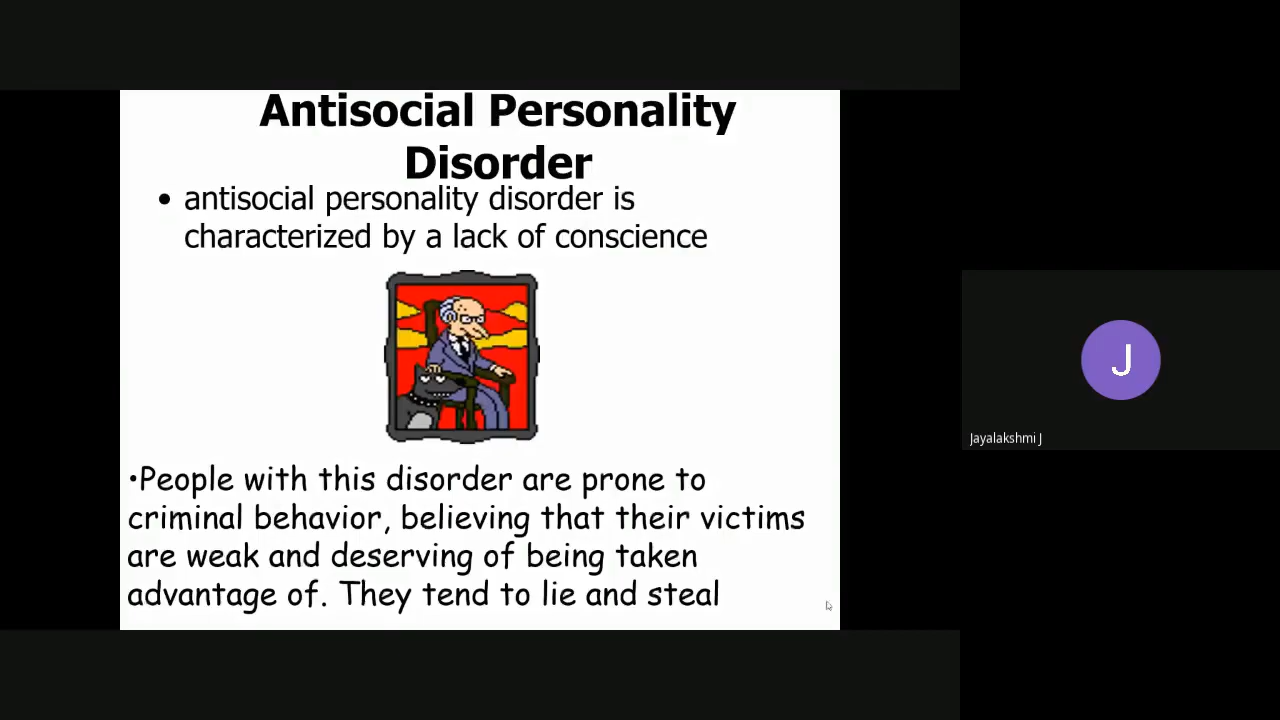 Antisocial Personality
Disorder
• antisocial personality disorder is
characterized by a lack of conscience
•People with this disorder are prone to
criminal behavior, believing that their victims
are weak and deserving of being taken
advantage of. They tend to lie and steal
J
Jayalakshmi J